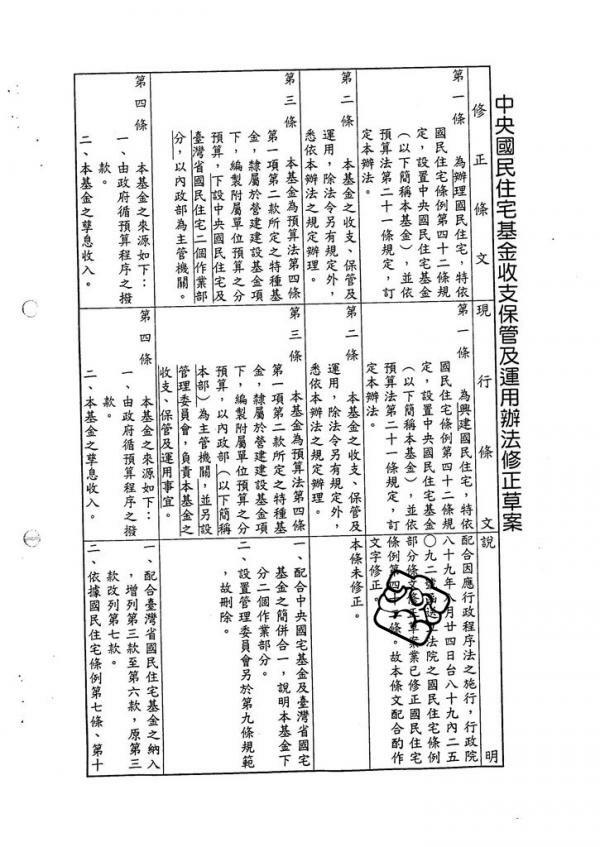 中央國民住宅基金收支保管及運用辦法修正草案
修正條文
第一條　為辦理國民住宅，特依
國民住宅條例第四十二條規
定，設置中央國民住宅基金
（以下簡稱本基金），並依
預算法第二十一條規定，訂
定本辦法。
第二條　本基金之收支、保管及
運用，除法令另有規定外，
悉依本辦法之規定辦理。
第三條　本基金為預算法第四條
第一項第二款所定之特種基
金，隸屬於營建建設基金項
下，編製附屬單位預算之分
預算，下設中央國民住宅及
臺灣省國民住宅二個作業部
分，以內政部為主管機關。
第四條　本基金之來源如下：
一、由政府循預算程序之撥
款。
二、本基金之孳息收入。
現行條文
第一條　為興建國民住宅，特依
國民住宅條例第四十二條規
定，設置中央國民住宅基金
（以下簡稱本基金），並依
預算法第二十一條規定，訂
定本辦法。
第二條　本基金之收支、保管及
運用，除法令另有規定外，
悉依本辦法之規定辦理。
第三條　本基金為預算法第四條
第一項第二款所定之特種基
金，隸屬於營建建設基金項
下，編製附屬單位預算之分
預算，以內政部（以下簡稱
本部）為主管機關，並另設
管理委員會，負責本基金之
收支、保管及運用事宜。
第四條　本基金之來源如下：
一、由政府循預算程序之撥
款。
二、本基金之孳息收入。
說明
配合因應行政程序法之施行，行政院
八十九年 月廿四日台八十九內二五
〇九二號 立法院之國民住宅條例
部分條文 草案業已修正國民住宅
條例第四十 條。故本條文配合酌作
文字修正。
本條未修正。
一、配合中央國宅基金及臺灣省國宅
基金之簡併合一，說明本基金下
分二個作業部分。
二、設置管理委員會另於第九條規範
，故刪除。
一、配合臺灣省國民住宅基金之納入
，增列第三款至第六款，原第三
款改列第七款。
二、依據國民住宅條例第七條、第十